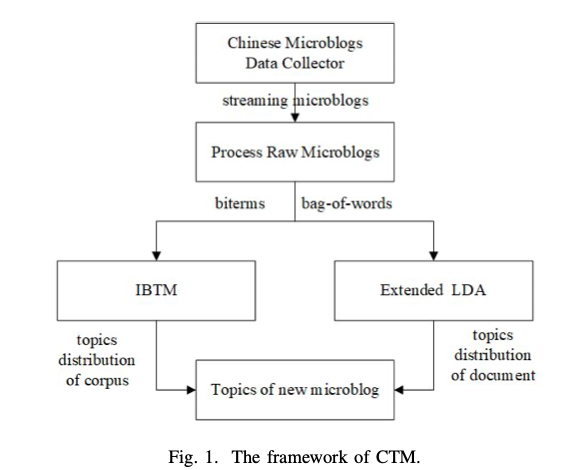 Chinese Microblogs
Data Collector
streaming microblogs
Process Raw Microblogs
biterms
bag-of-words
IBTM
Extended LDA
topics
distribution
of corpus
topics
distribution
of document
Topics of new microblog
Fig. 1. The framework of CTM.